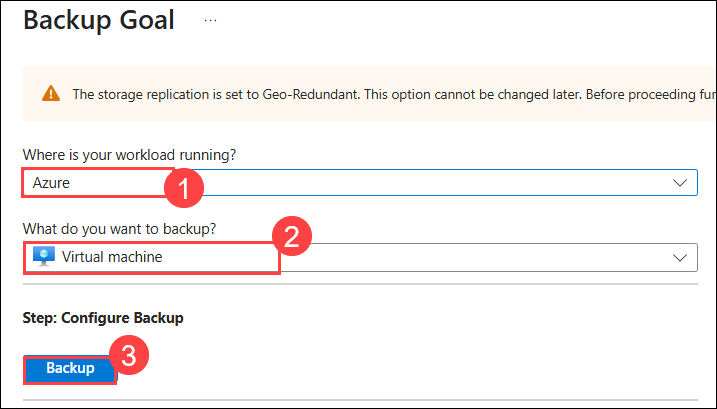 Backup Goal ...
The storage replication is set to Geo-Redundant. This option cannot be changed later. Before proceeding fur
Where is your workload running?
Azure
1
What do you want to backup?
2
Virtual machine
Step: Configure Backup
3
Backup